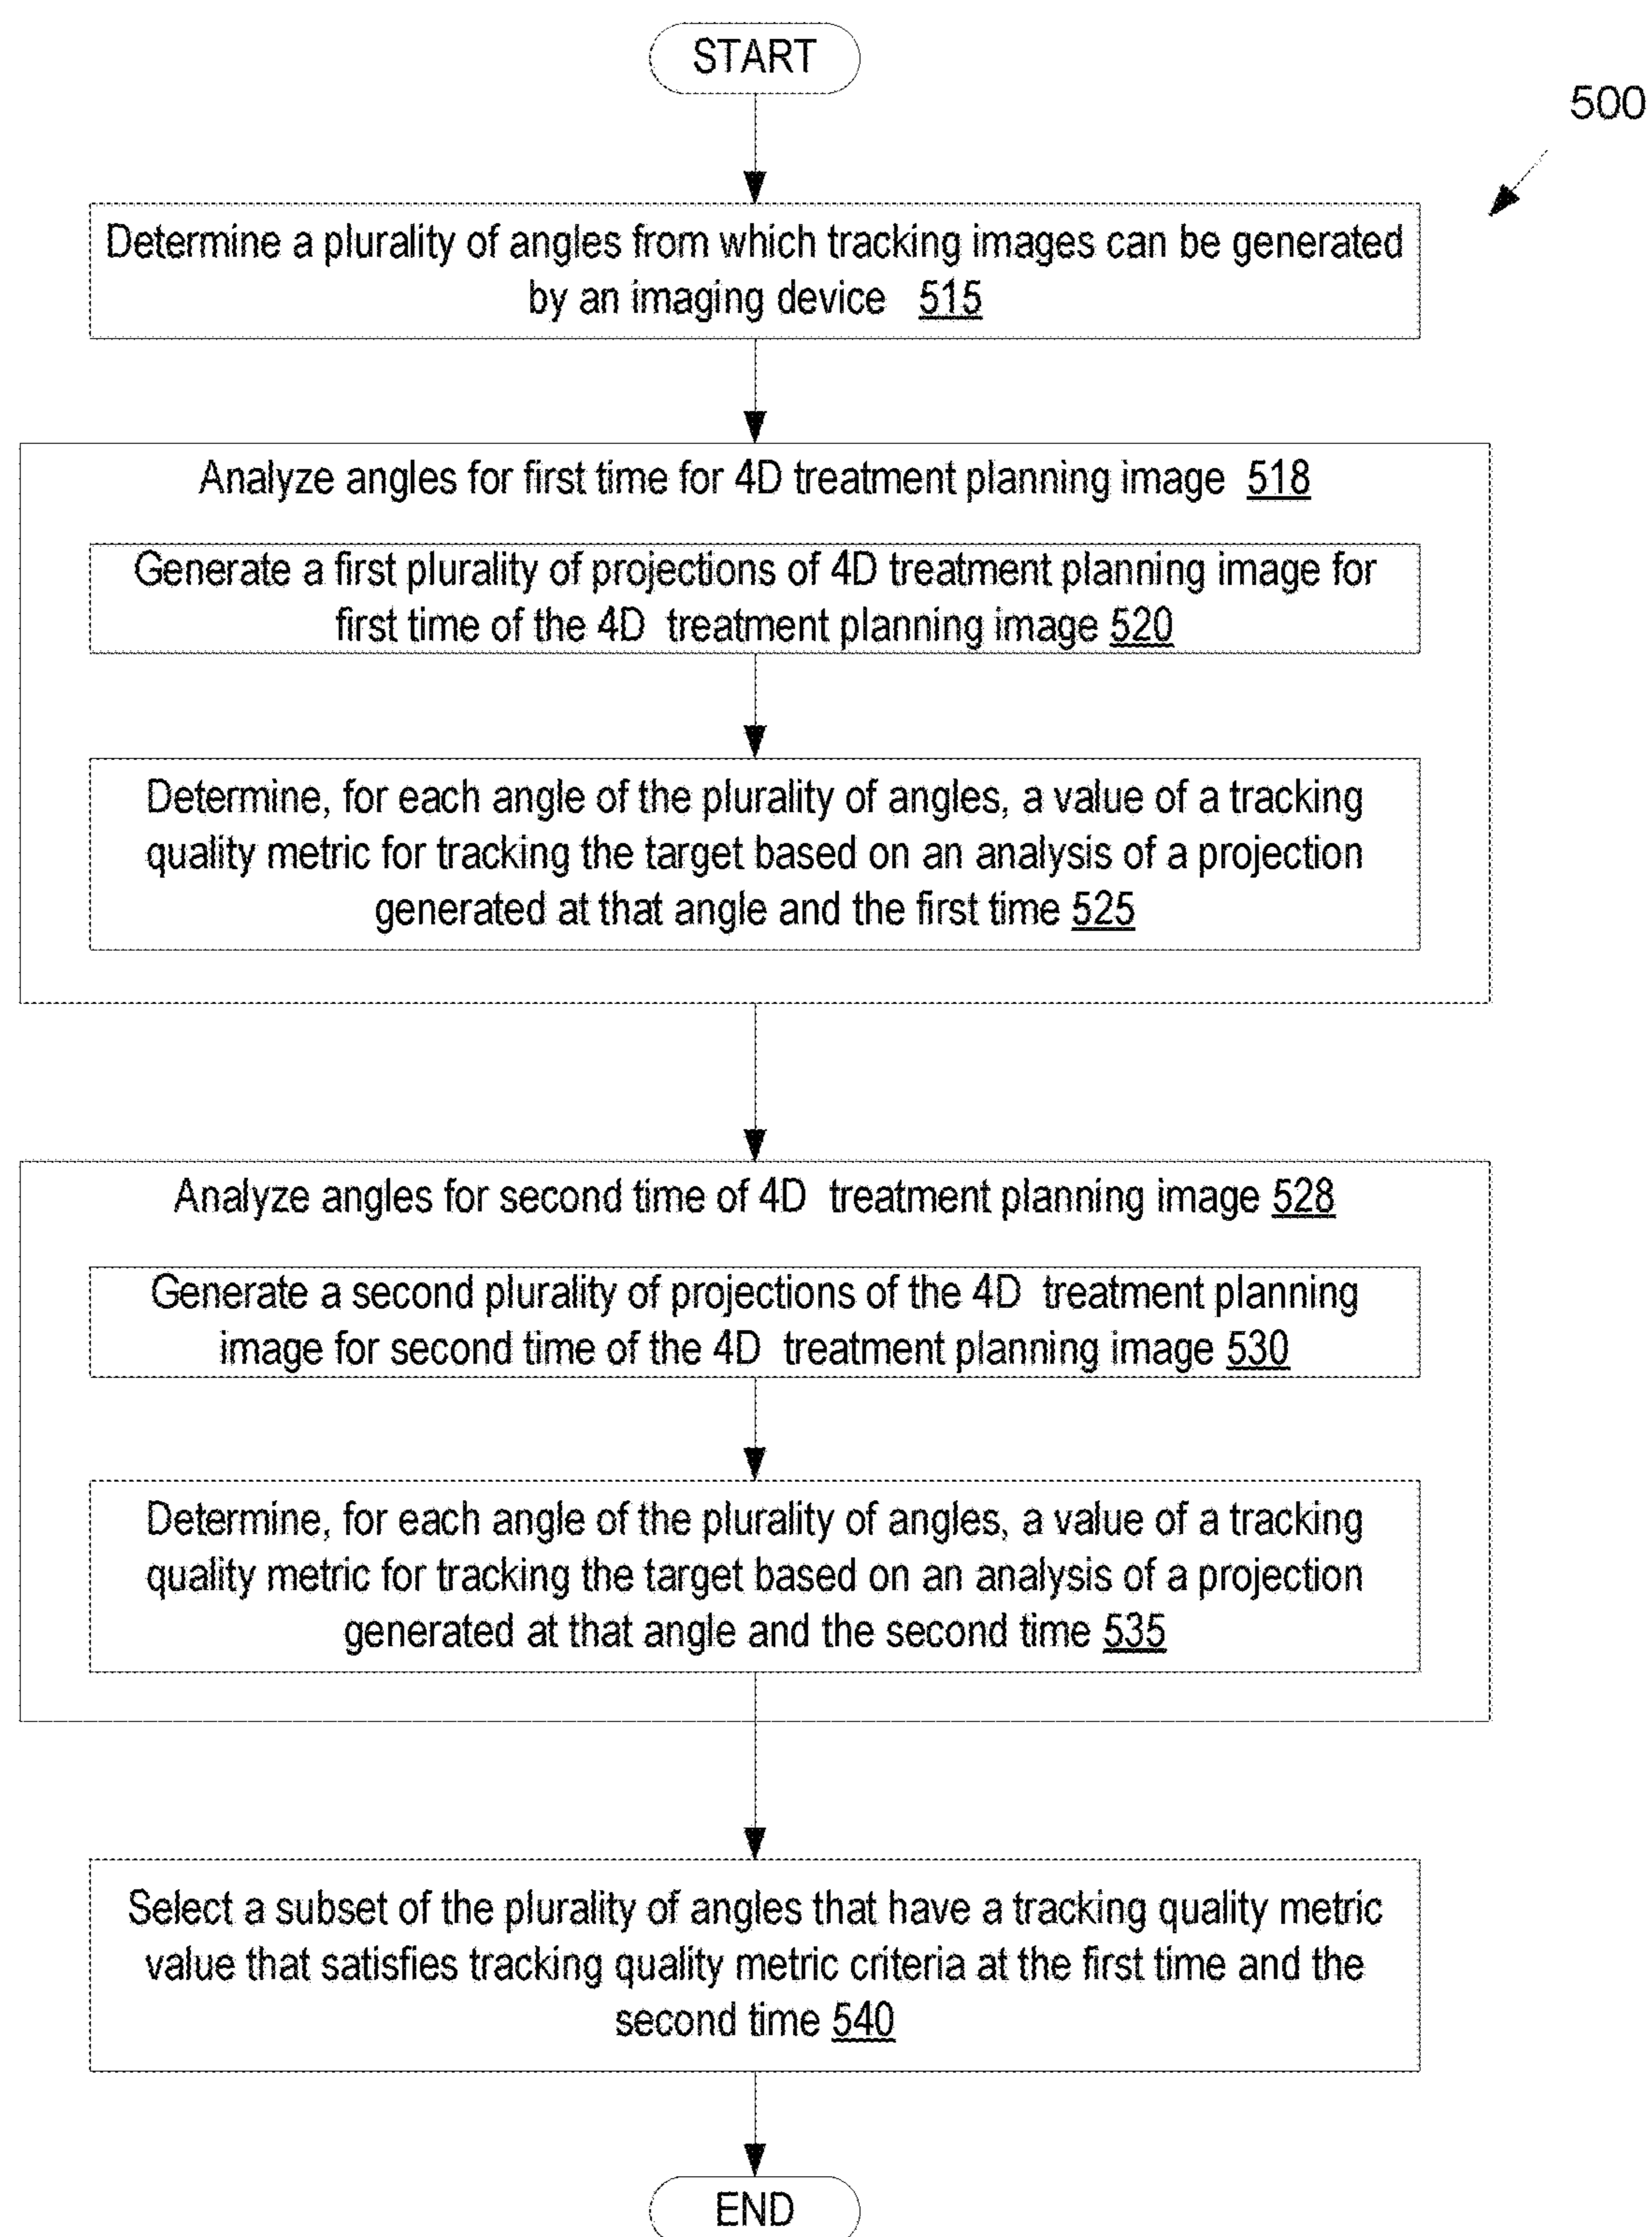 START
500
Determine a plurality of angles from which tracking images can be generated
by an imaging device 515
Analyze angles for first time for 4D treatment planning image 518
Generate a first plurality of projections of 4D treatment planning image for
first time of the 4D treatment planning image 520
Determine, for each angle of the plurality of angles, a value of a tracking
quality metric for tracking the target based on an analysis of a projection
generated at that angle and the first time 525
Analyze angles for second time of 4D treatment planning image 528
Generate a second plurality of projections of the 4D treatment planning
image for second time of the 4D treatment planning image 530
Determine, for each angle of the plurality of angles, a value of a tracking
quality metric for tracking the target based on an analysis of a projection
generated at that angle and the second time 535
Select a subset of the plurality of angles that have a tracking quality metric
value that satisfies tracking quality metric criteria at the first time and the
second time 540
END